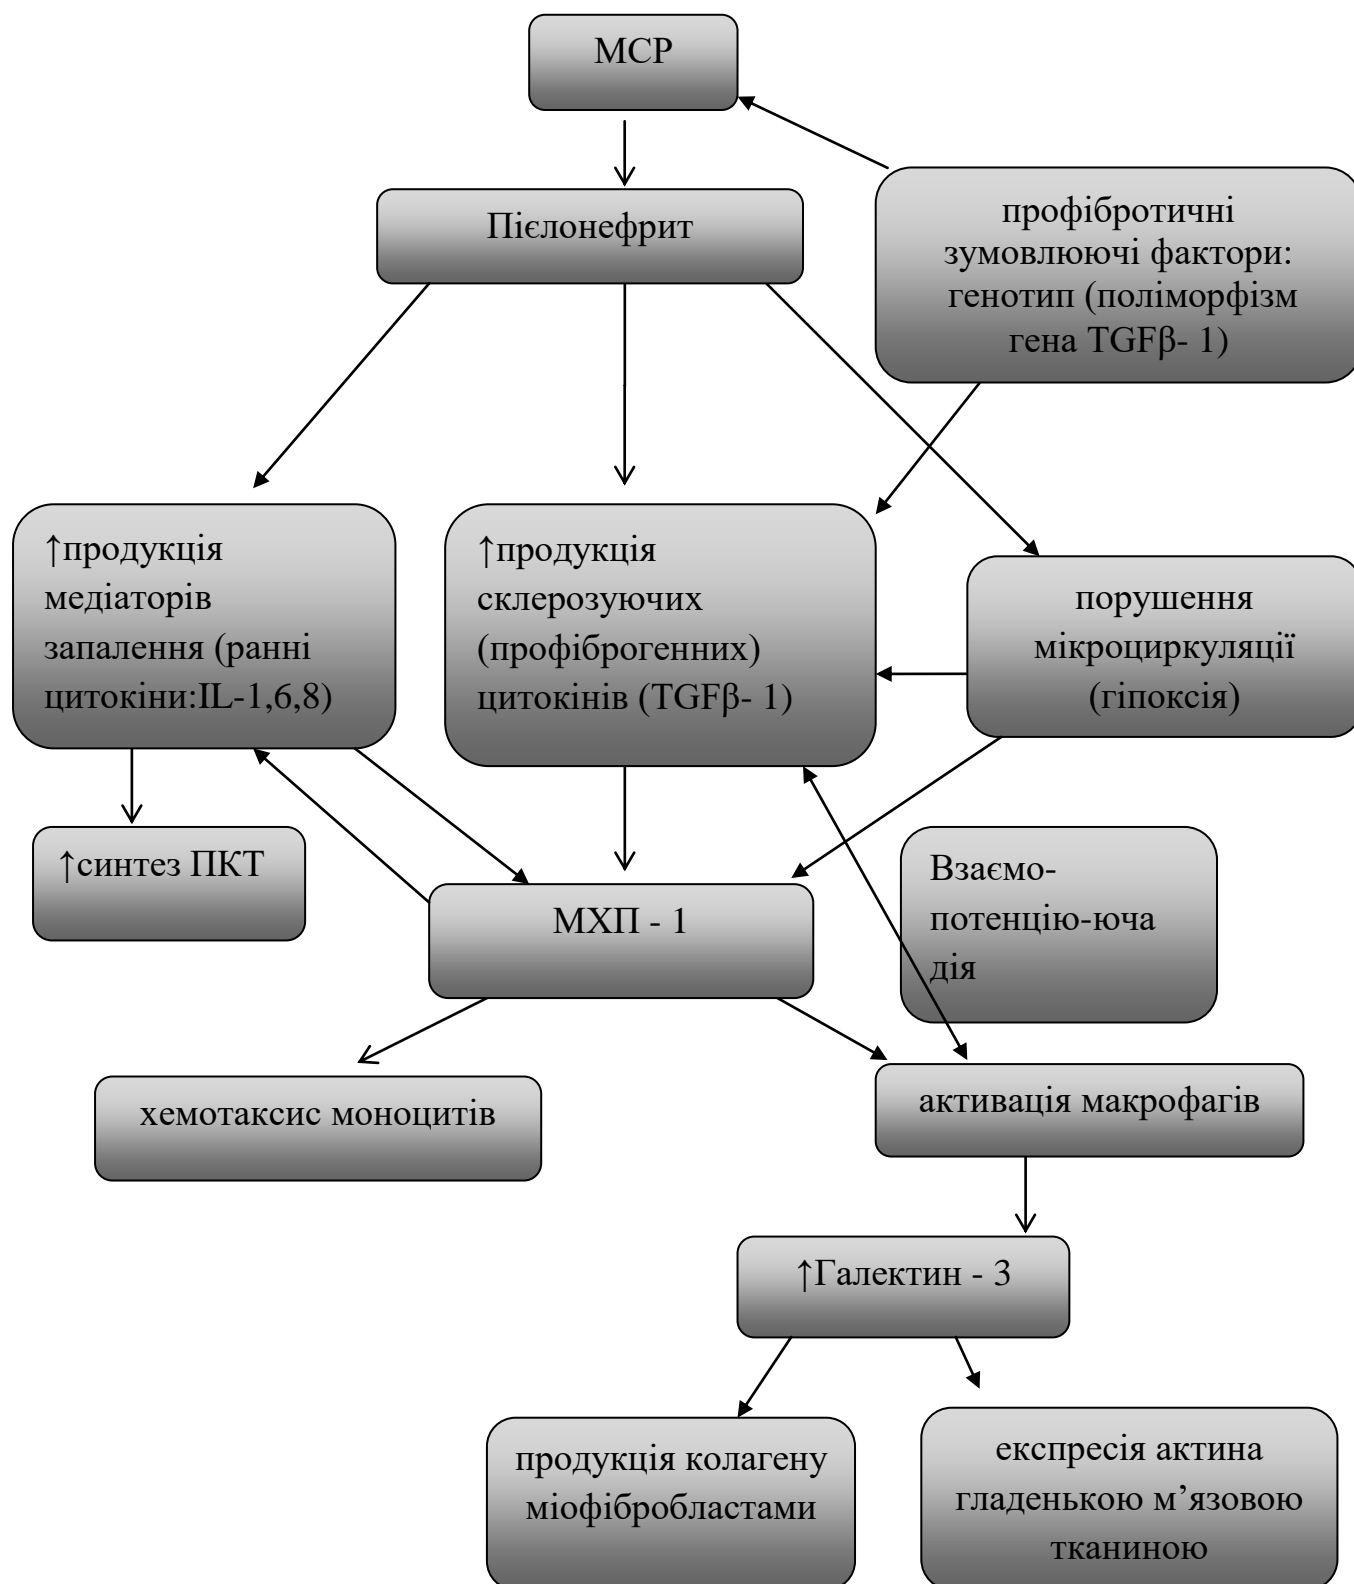 МСР
Пієлонефрит
профібротичні
зумовлюючі фактори:
генотип (поліморфізм
гена TGFβ- 1)
↑продукція
медіаторів
запалення (ранні
цитокіни:IL-1,6,8)
↑продукція
склерозуючих
(профіброгенних)
цитокінів (TGFβ- 1)
порушення
мікроциркуляції
(гіпоксія)
↑синтез ПКТ
МХП - 1
Взаємо-
потенцію-юча
дія
хемотаксис моноцитів
активація макрофагів
↑Галектин - 3
продукція колагену
міофібробластами
експресія актина
гладенькою м’язовою
тканиною